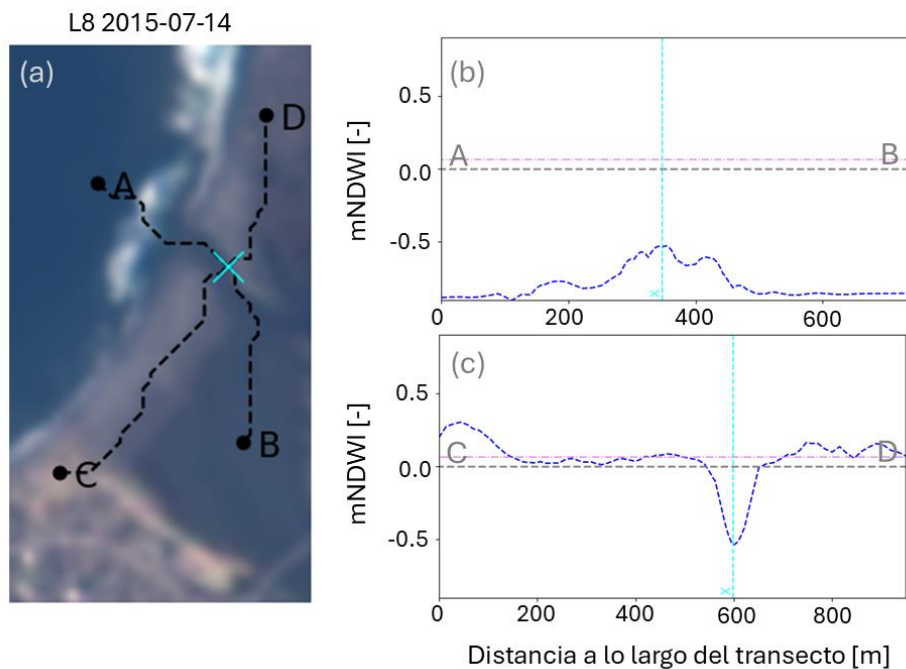 L8 2015-07-14
(a)
D
A
B
C
(b)
mNDWI [-]
0.5
0.0
-0.5
A
B
0
200
400
600
(c)
mNDWI [-]
0.5
0.0
-0.5
C
D
0
200
400
600
800
Distancia a lo largo del transecto [m]